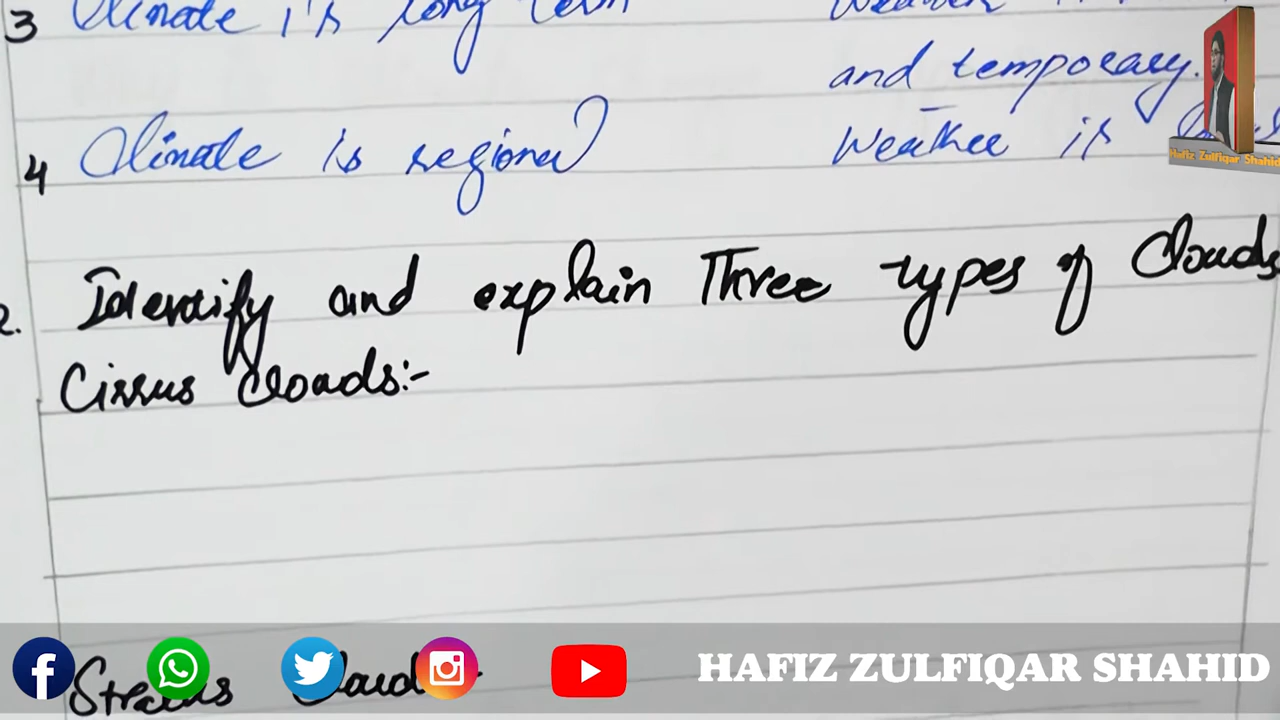 3 Climate is long term
and temporary.
4 Climate is regional Weather is
Hafiz Zulfiqar Shahid
2. Identify and explain Three types of Clouds
Cirrus Clouds:-
Stratus Clouds:-
HAFIZ ZULFIQAR SHAHID